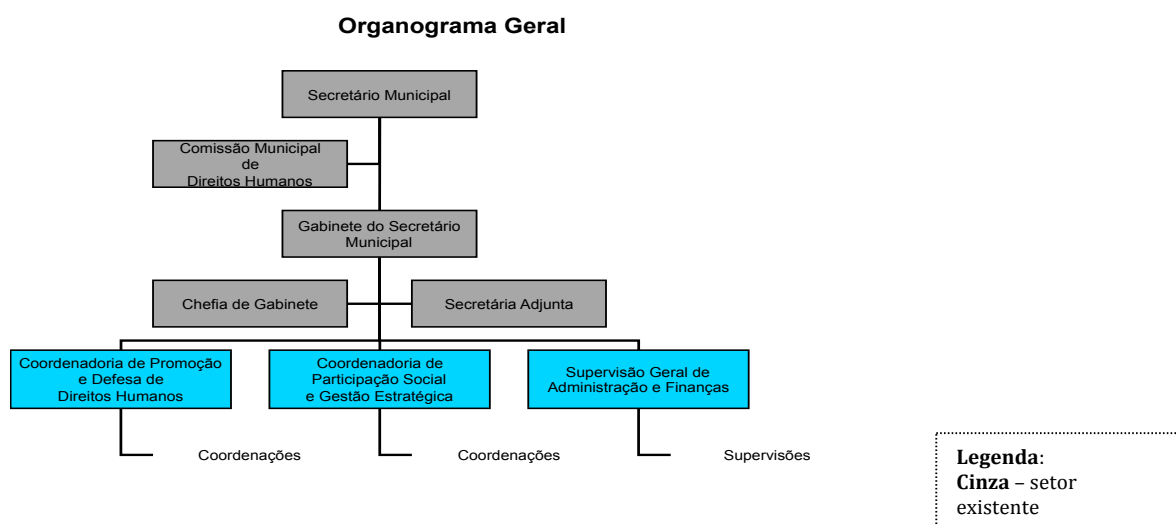 Organograma Geral
Secretário Municipal
Comissão Municipal
de
Direitos Humanos
Gabinete do Secretário
Municipal
Chefia de Gabinete
Secretária Adjunta
Coordenadoria de Promoção
e Defesa de
Direitos Humanos
Coordenadoria de
Participação Social
e Gestão Estratégica
Supervisão Geral de
Administração e Finanças
Coordenações
Coordenações
Supervisões
Legenda:
Cinza – setor
existente